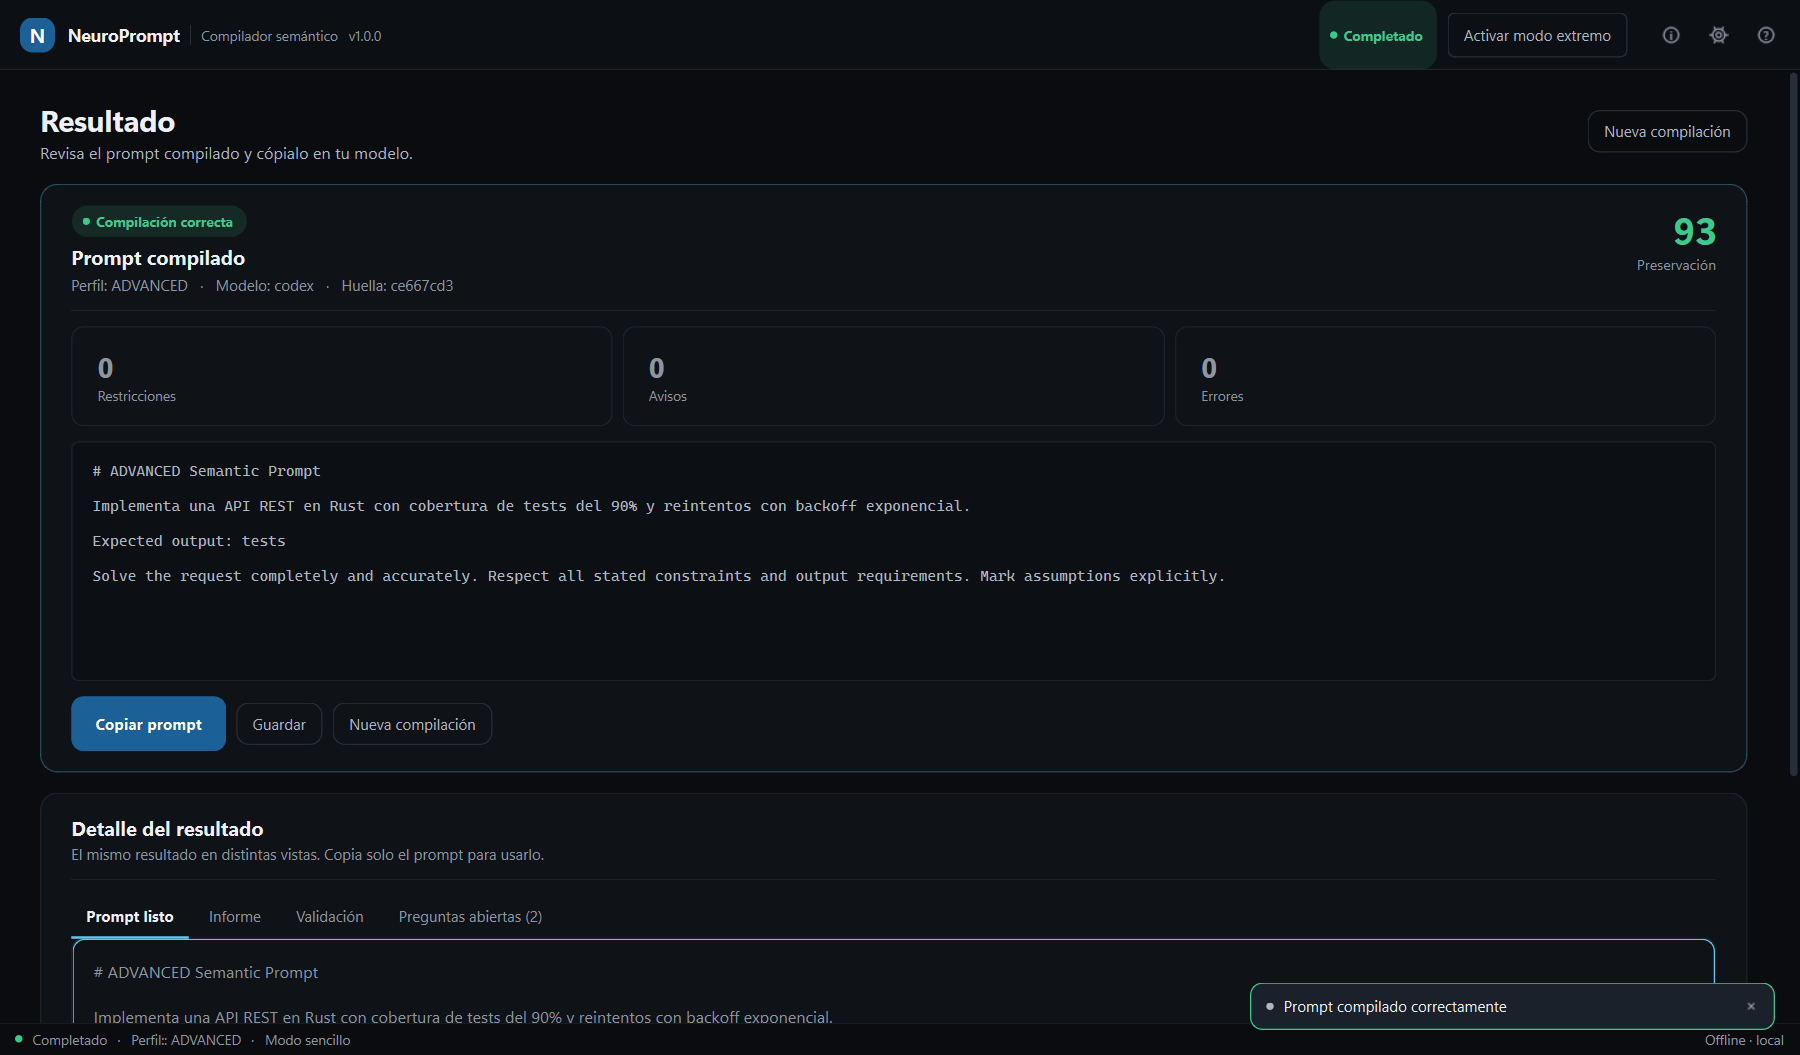 N NeuroPrompt Compilador semántico v1.0.0 Completado Activar modo extremo
Resultado
Revisa el prompt compilado y cópialo en tu modelo.
Nueva compilación
Compilación correcta
93
Preservación
Prompt compilado
Perfil: ADVANCED · Modelo: codex · Huella: ce667cd3
0
Restricciones
0
Avisos
0
Errores
# ADVANCED Semantic Prompt
Implementa una API REST en Rust con cobertura de tests del 90% y reintentos con backoff exponencial.
Expected output: tests
Solve the request completely and accurately. Respect all stated constraints and output requirements. Mark assumptions explicitly.
Copiar prompt Guardar Nueva compilación
Detalle del resultado
El mismo resultado en distintas vistas. Copia solo el prompt para usarlo.
Prompt listo Informe Validación Preguntas abiertas (2)
# ADVANCED Semantic Prompt
Implementa una API REST en Rust con cobertura de tests del 90% y reintentos con backoff exponencial.
Prompt compilado correctamente ×
Completado · Perfil:: ADVANCED · Modo sencillo Offline · local